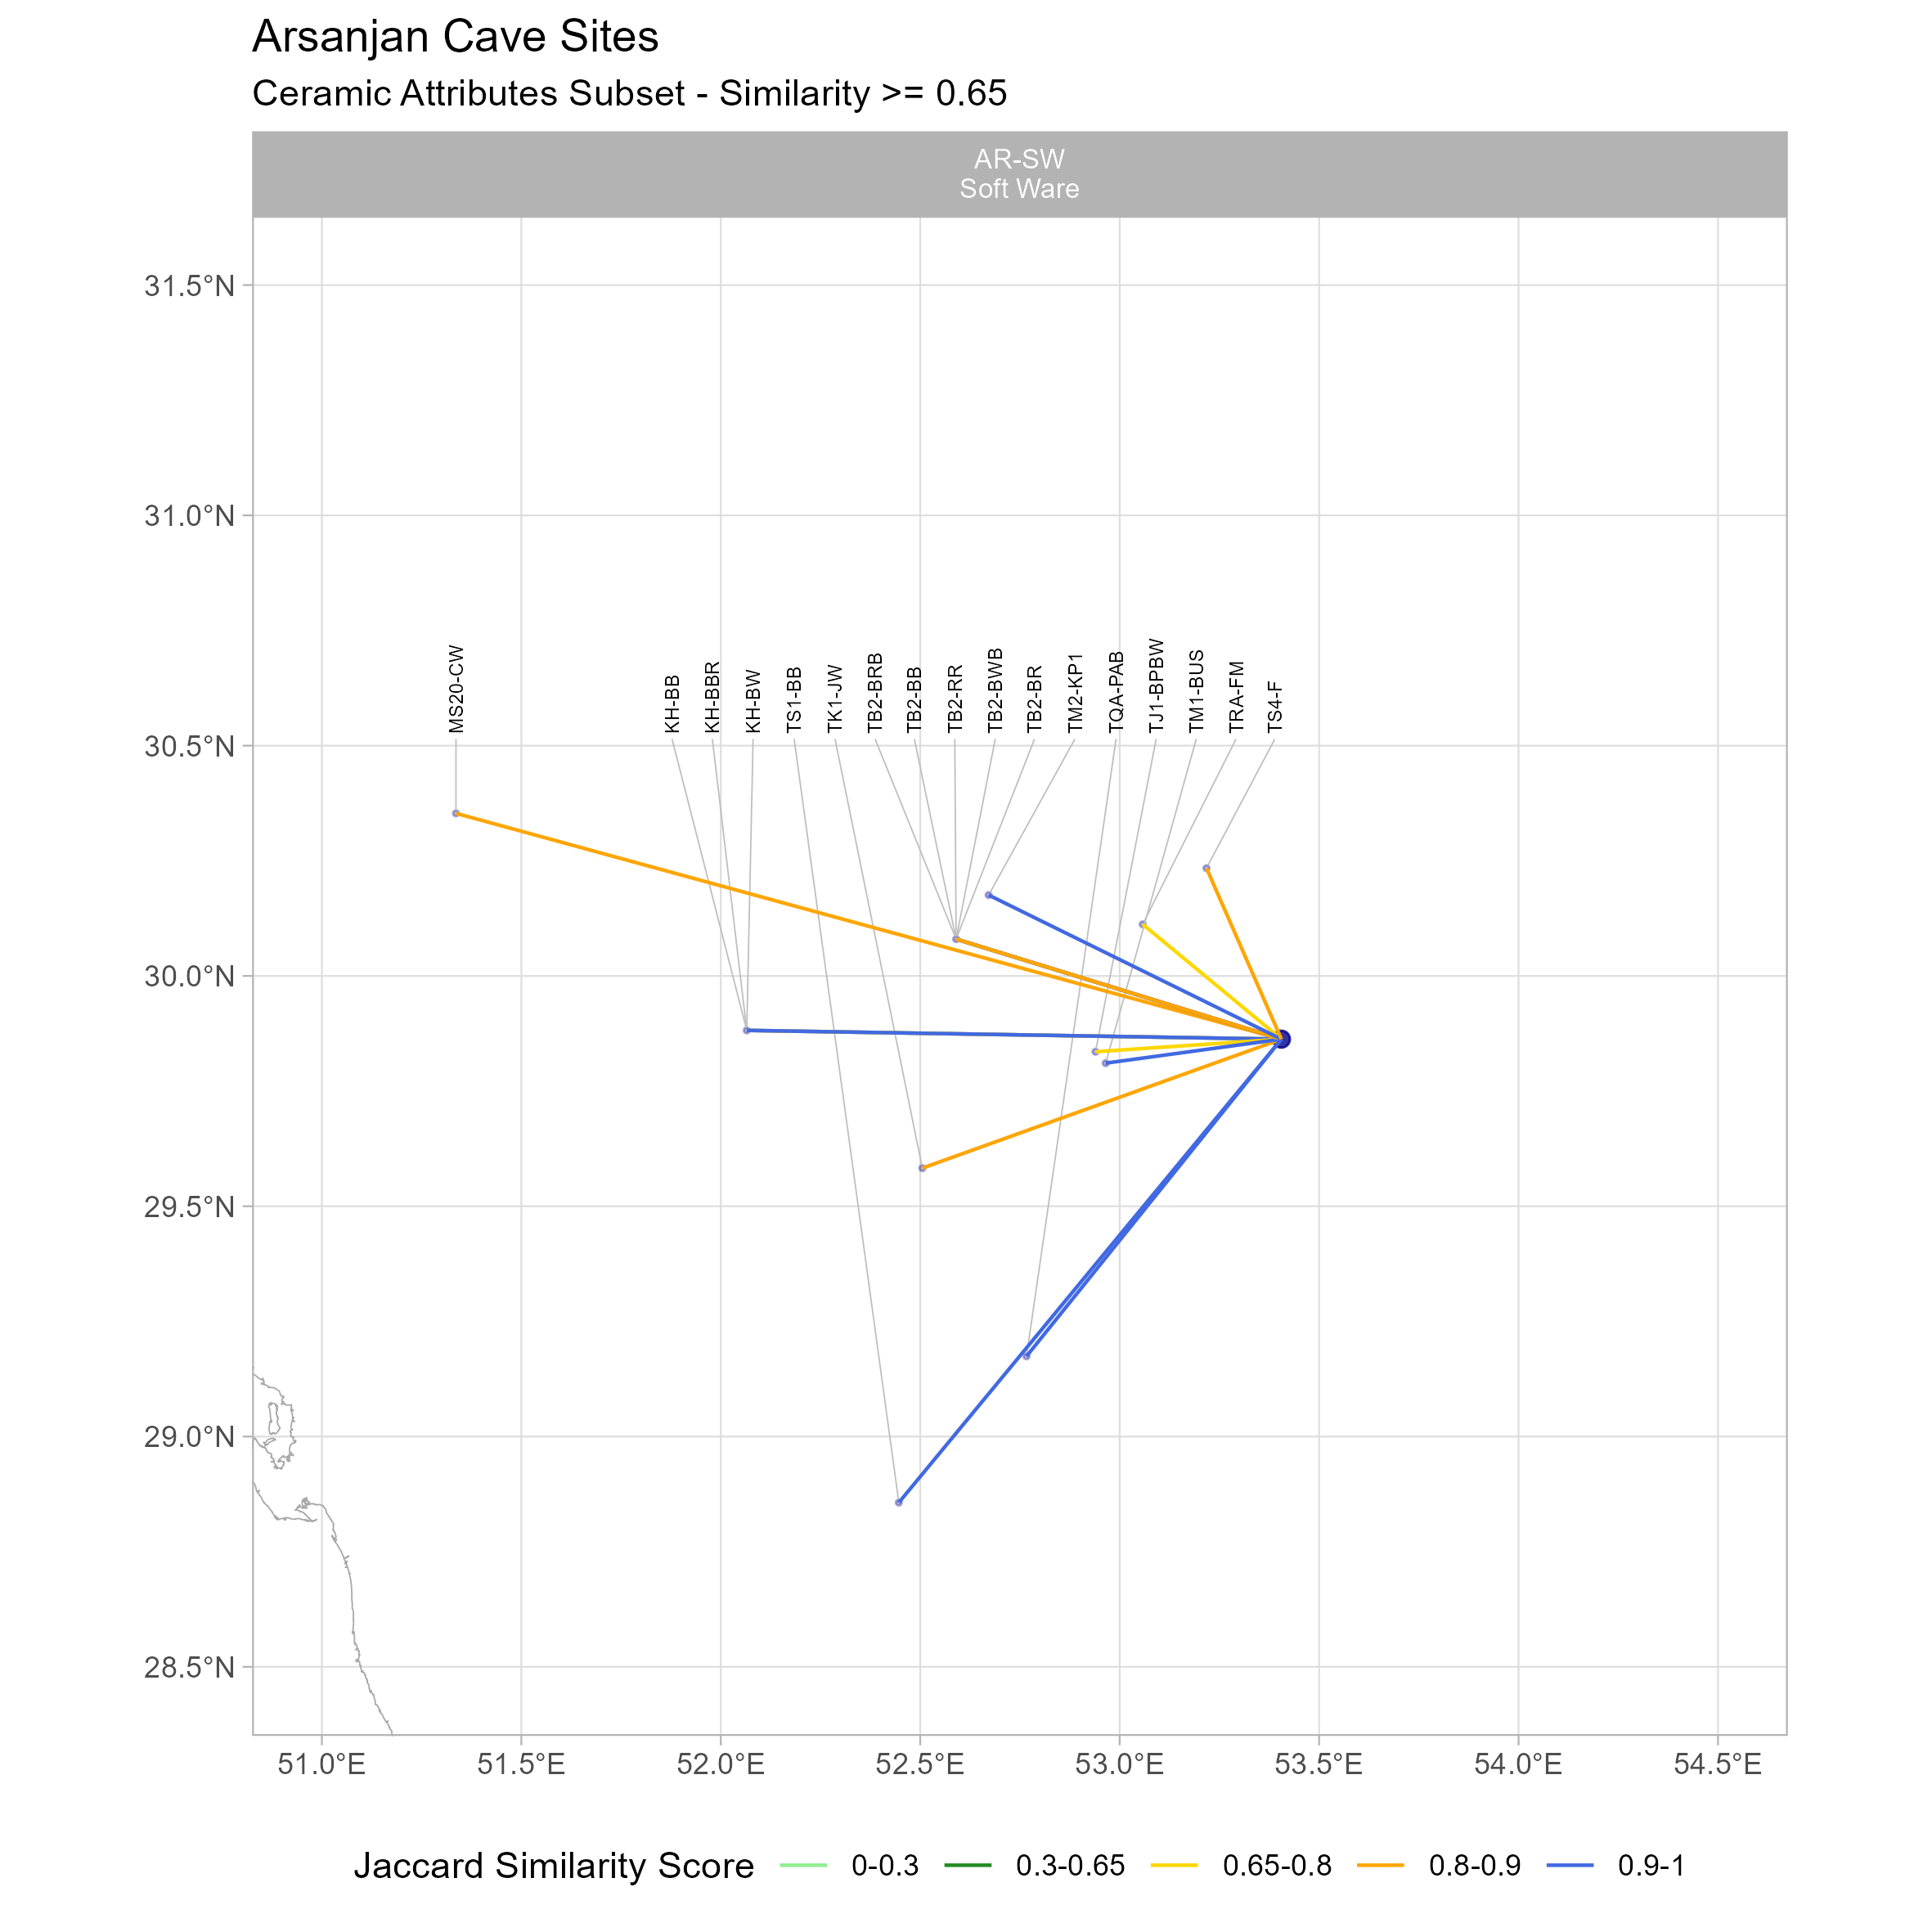 Arsanjan Cave Sites
Ceramic Attributes Subset - Similarity >= 0.65
AR-SW
Soft Ware
31.5°N
31.0°N
30.5°N
30.0°N
29.5°N
29.0°N
28.5°N
MS20-CW
KH-BB
KH-BBR
KH-BW
TS1-BB
TK1-JW
TB2-BRB
TB2-BB
TB2-RR
TB2-BWB
TB2-BR
TM2-KP1
TQA-PAB
TJ1-BPBW
TM1-BUS
TRA-FM
TS4-F
51.0°E 51.5°E 52.0°E 52.5°E 53.0°E 53.5°E 54.0°E 54.5°E
Jaccard Similarity Score 0-0.3 0.3-0.65 0.65-0.8 0.8-0.9 0.9-1